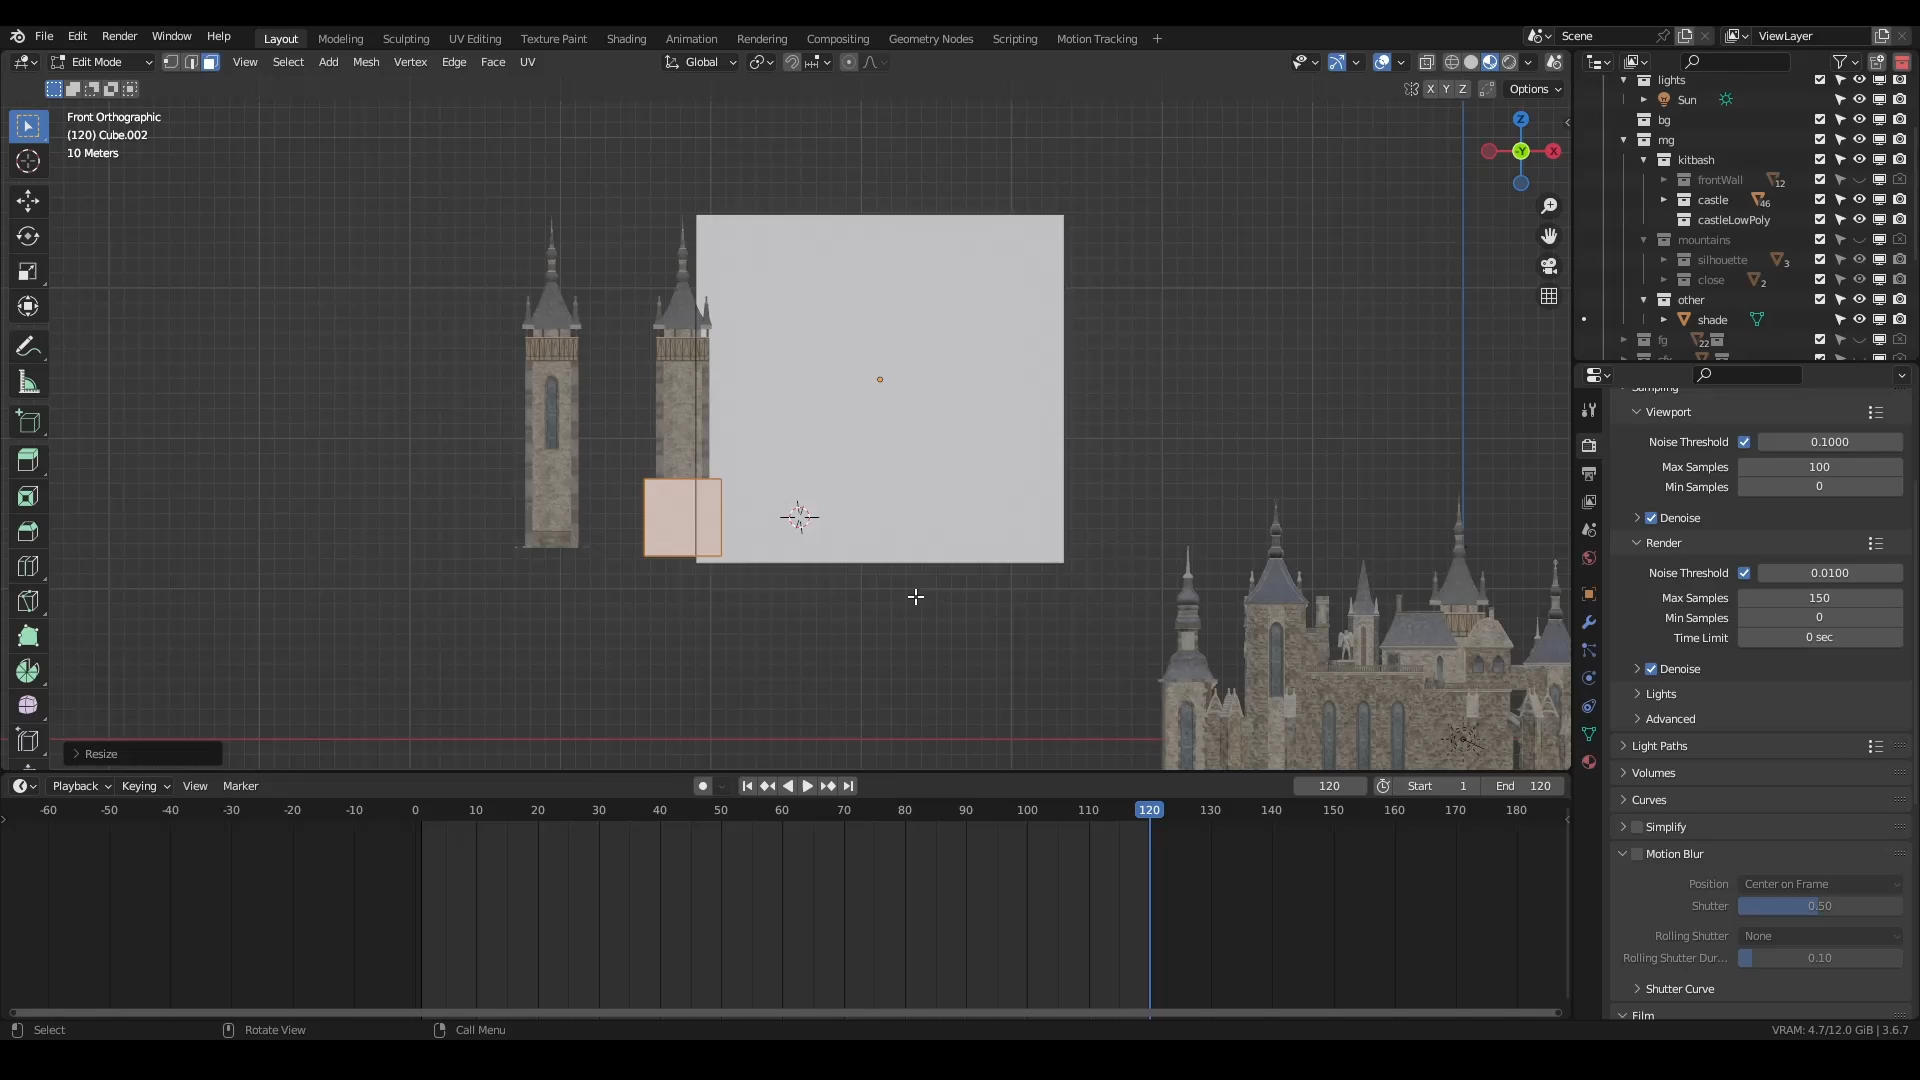 File Edit Render Window Help Layout Modeling Sculpting UV Editing Texture Paint Shading Animation Rendering Compositing Geometry Nodes Scripting Motion Tracking + Scene ViewLayer
Edit Mode View Select Add Mesh Vertex Edge Face UV Global
X Y Z Options
Front Orthographic
(120) Cube.002
10 Meters
Z
-Y X
Resize
lights
Sun
bg
mg
kitbash
frontWall 12
castle 46
castleLowPoly
mountains
silhouette 3
close 2
other
shade
fg 22
Viewport
Noise Threshold 0.1000
Max Samples 100
Min Samples 0
Denoise
Render
Noise Threshold 0.0100
Max Samples 150
Min Samples 0
Time Limit 0 sec
Denoise
Lights
Advanced
Light Paths
Volumes
Curves
Simplify
Motion Blur
Position Center on Frame
Shutter 0.50
Rolling Shutter None
Rolling Shutter Dur... 0.10
Shutter Curve
Film
Playback Keying View Marker 120 Start 1 End 120
-60 -50 -40 -30 -20 -10 0 10 20 30 40 50 60 70 80 90 100 110 120 130 140 150 160 170 180
Select Rotate View Call Menu VRAM: 4.7/12.0 GiB | 3.6.7